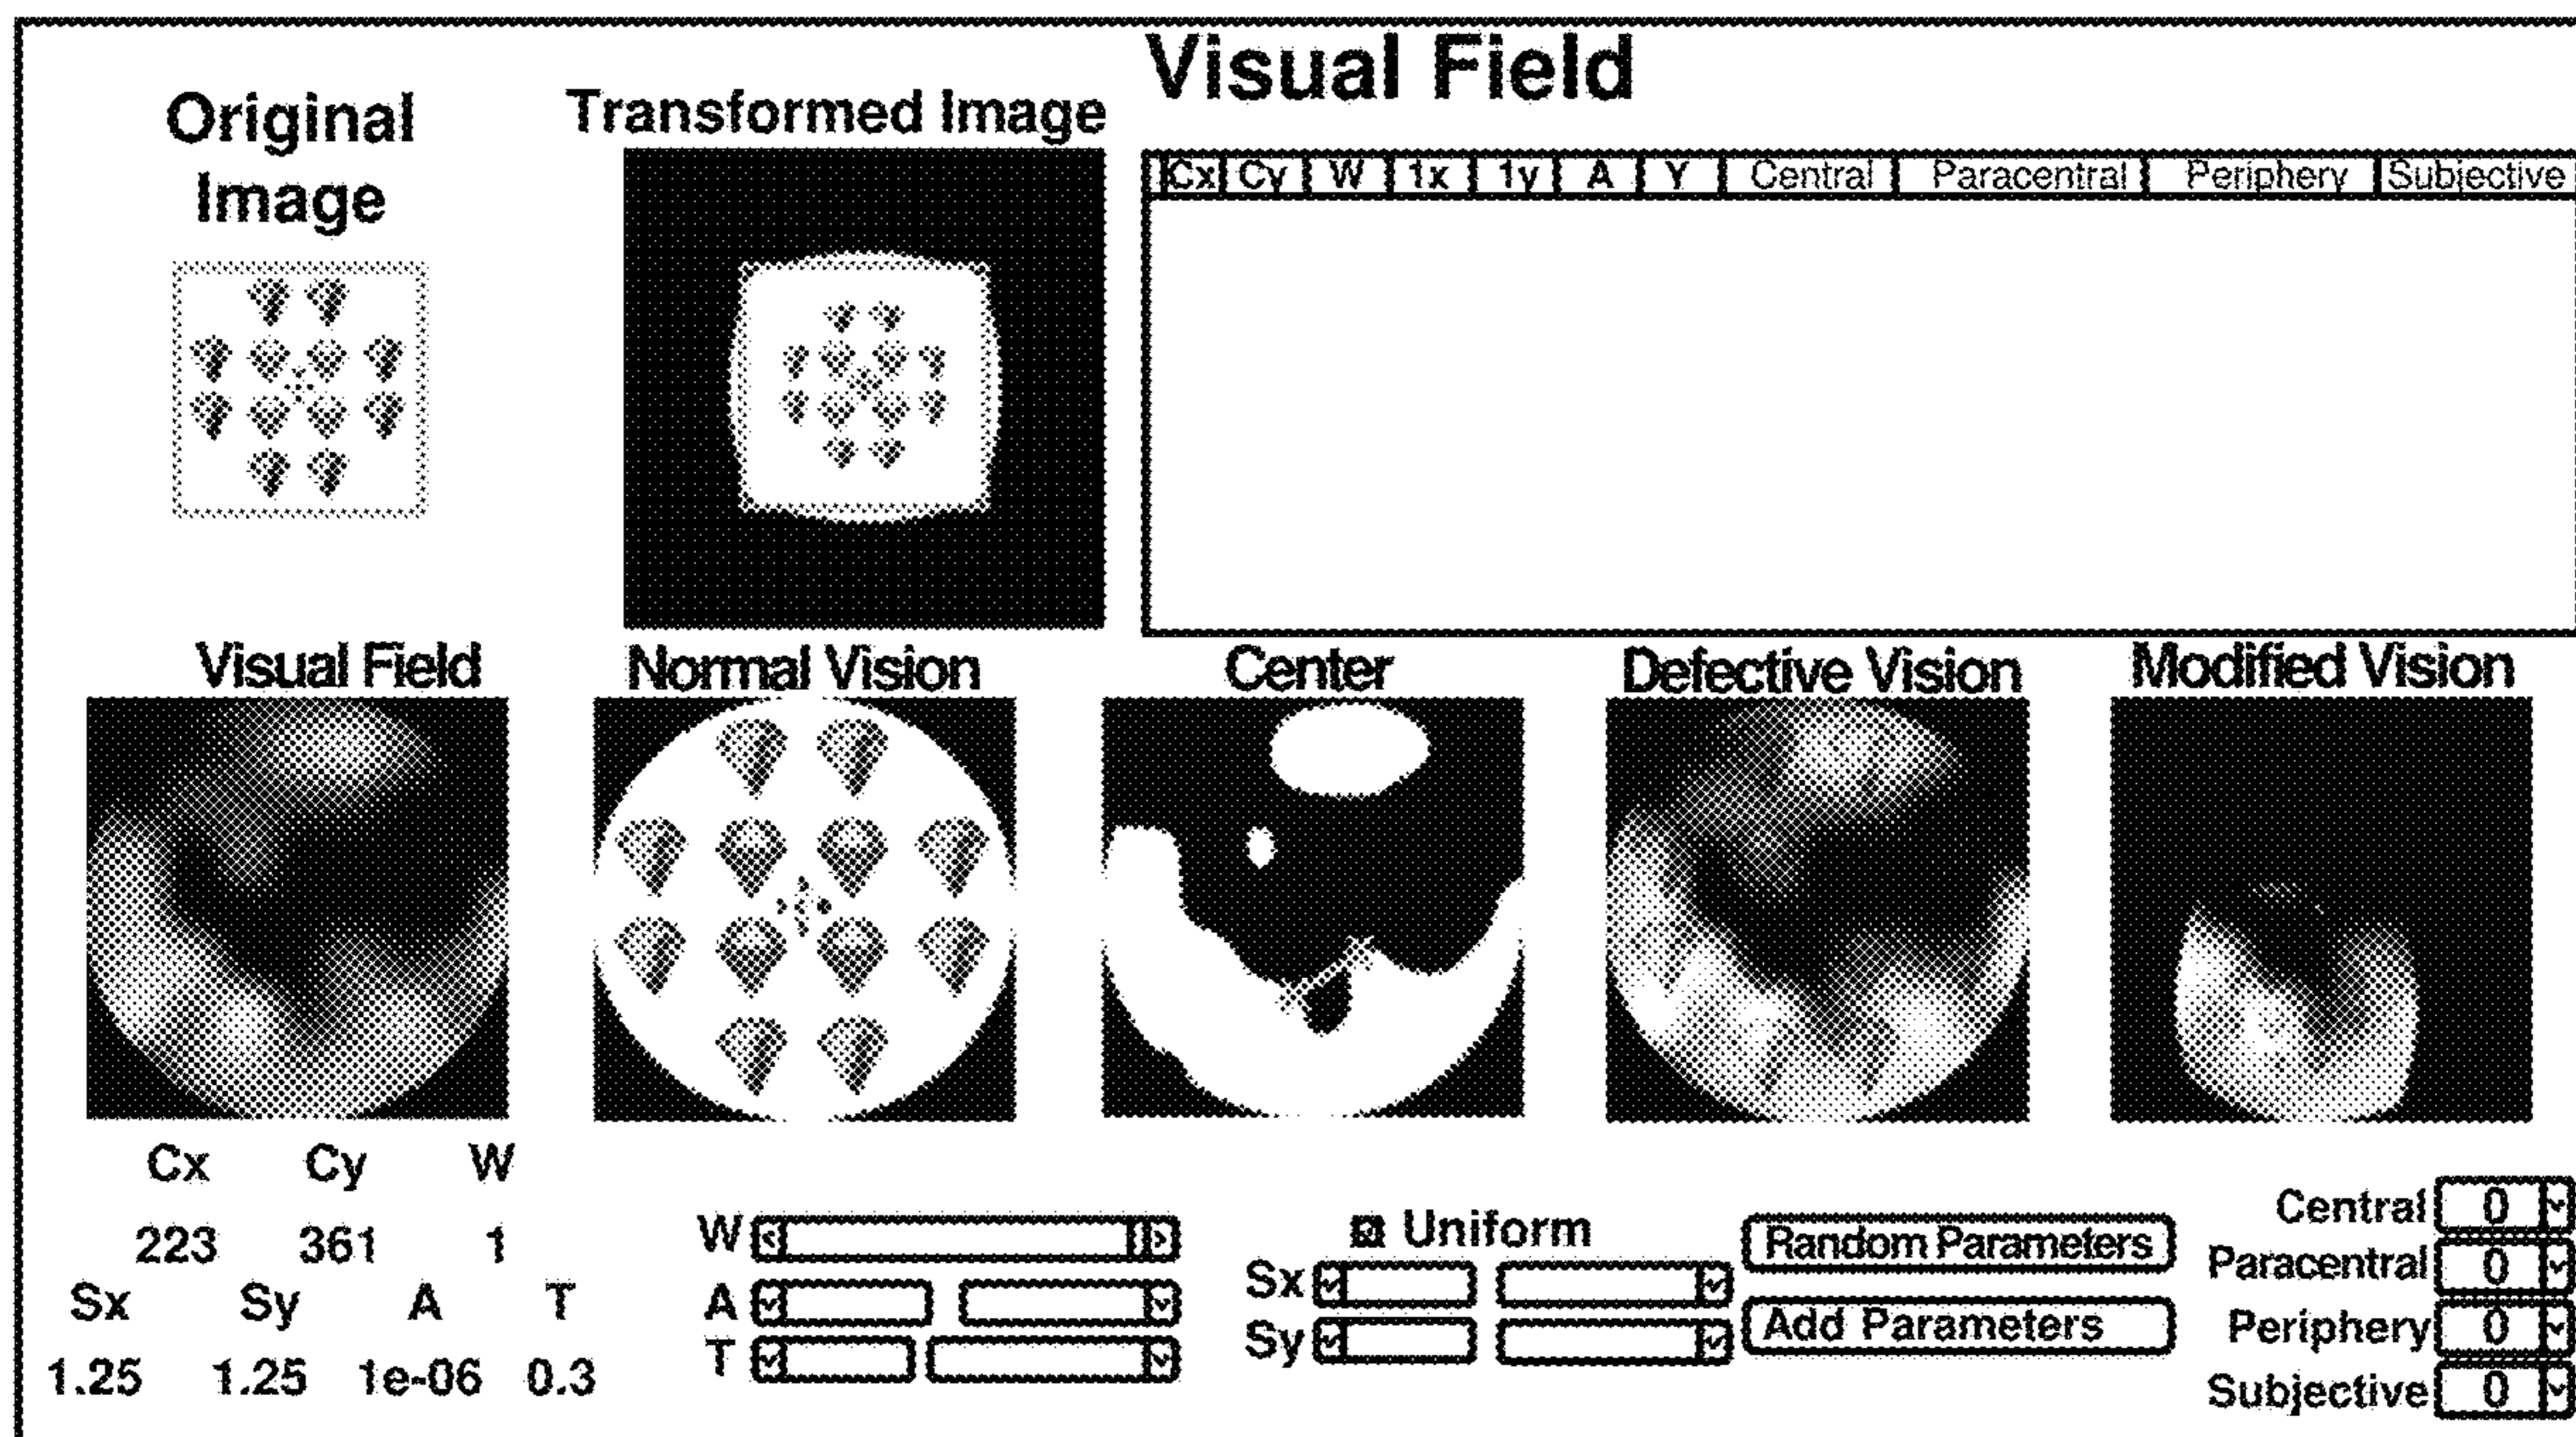 Visual Field
Original
Image
Transformed Image
Cx Cy W 1x 1y A Y Central Paracentral Periphery Subjective
Visual Field Normal Vision Center Defective Vision Modified Vision
Cx Cy W
223 361 1
Sx Sy A T
1.25 1.25 1e-06 0.3
W
A
T
Uniform
Sx
Sy
Random Parameters
Add Parameters
Central 0
Paracentral 0
Periphery 0
Subjective 0